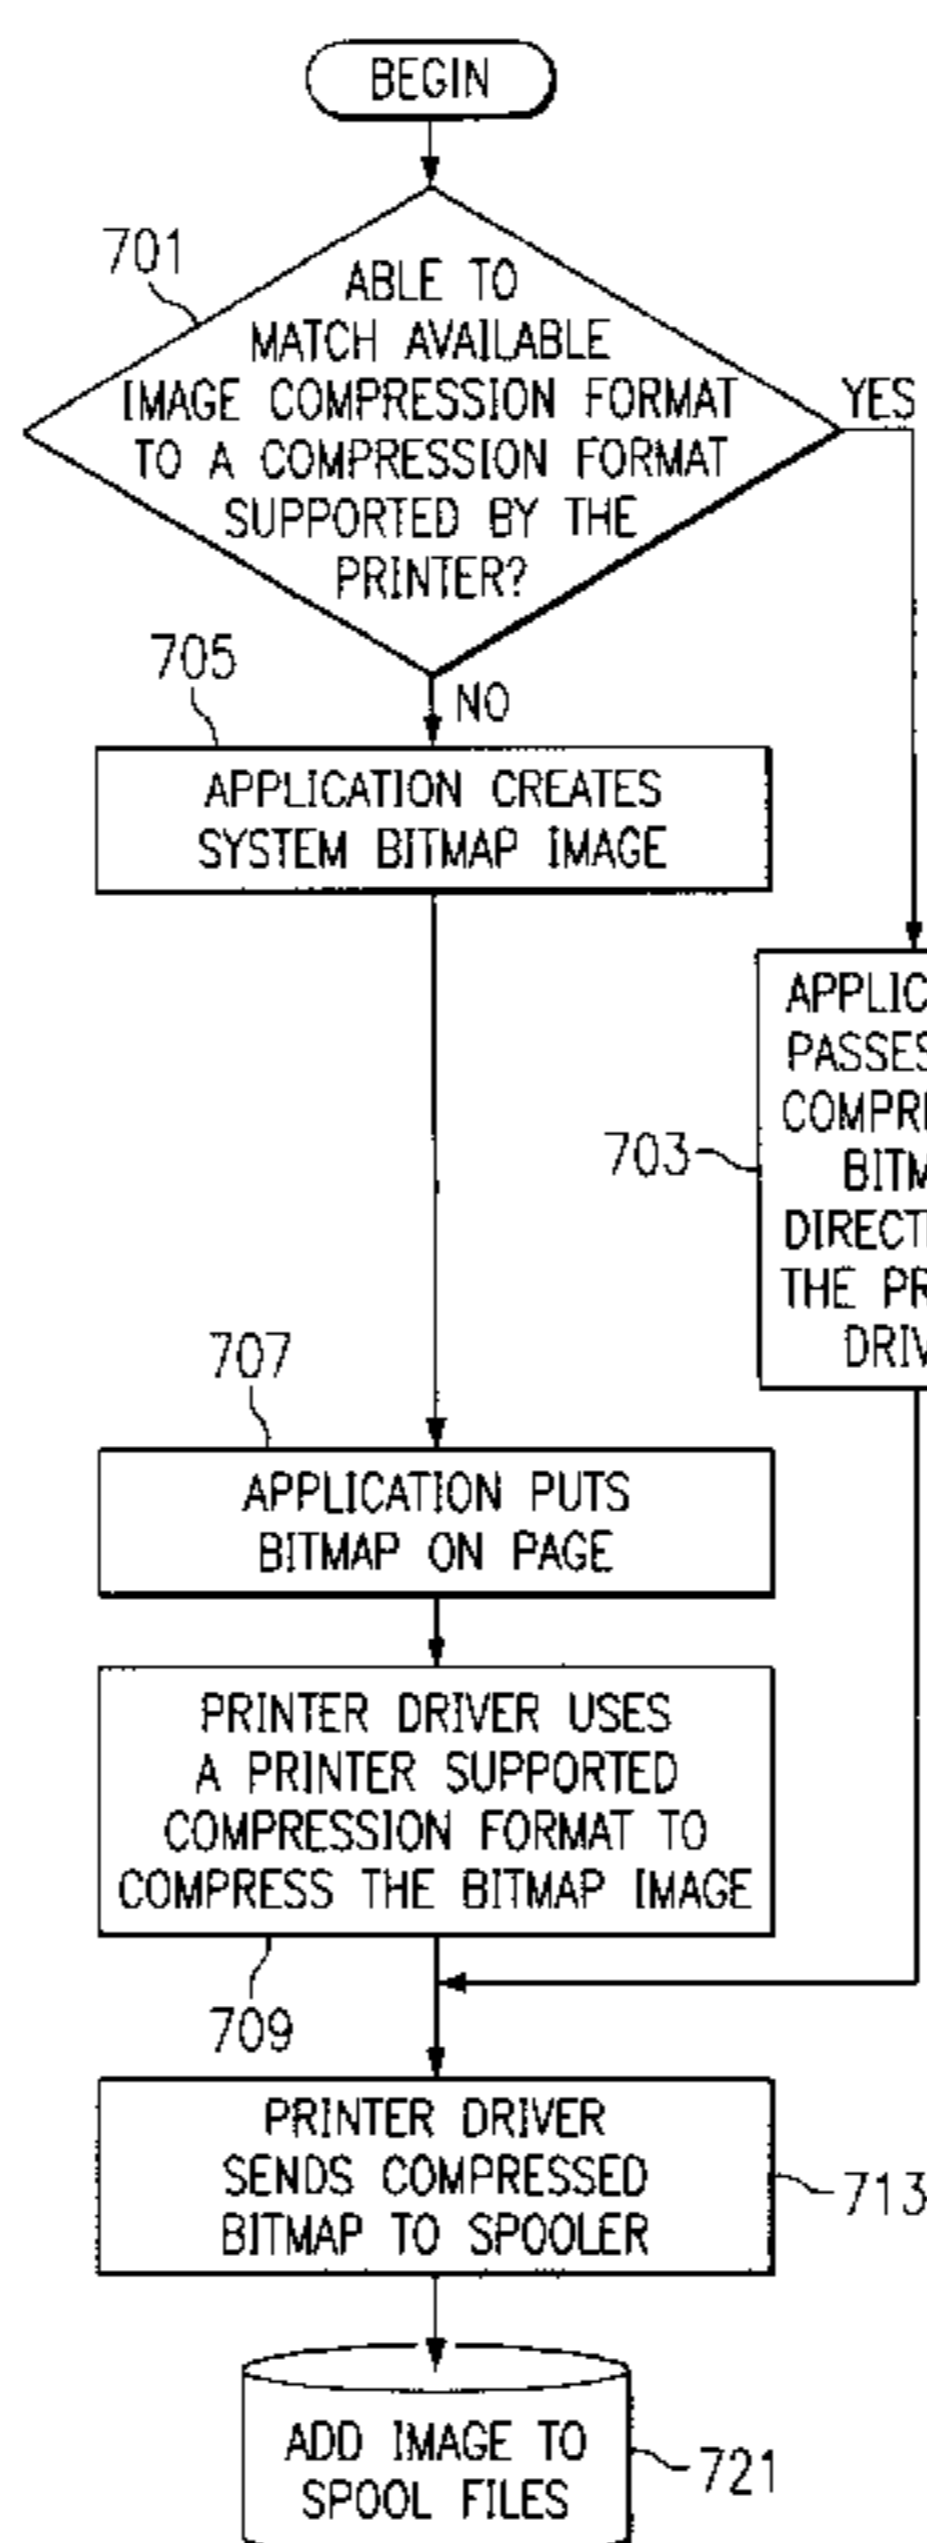 BEGIN
701
ABLE TO
MATCH AVAILABLE
IMAGE COMPRESSION FORMAT
TO A COMPRESSION FORMAT
SUPPORTED BY THE
PRINTER?
YES
705
NO
APPLICATION CREATES
SYSTEM BITMAP IMAGE
APPLIC
PASSES
COMPRE
BITM
DIRECT
THE PR
DRIV
703
707
APPLICATION PUTS
BITMAP ON PAGE
PRINTER DRIVER USES
A PRINTER SUPPORTED
COMPRESSION FORMAT TO
COMPRESS THE BITMAP IMAGE
709
PRINTER DRIVER
SENDS COMPRESSED
BITMAP TO SPOOLER
713
ADD IMAGE TO
SPOOL FILES
721